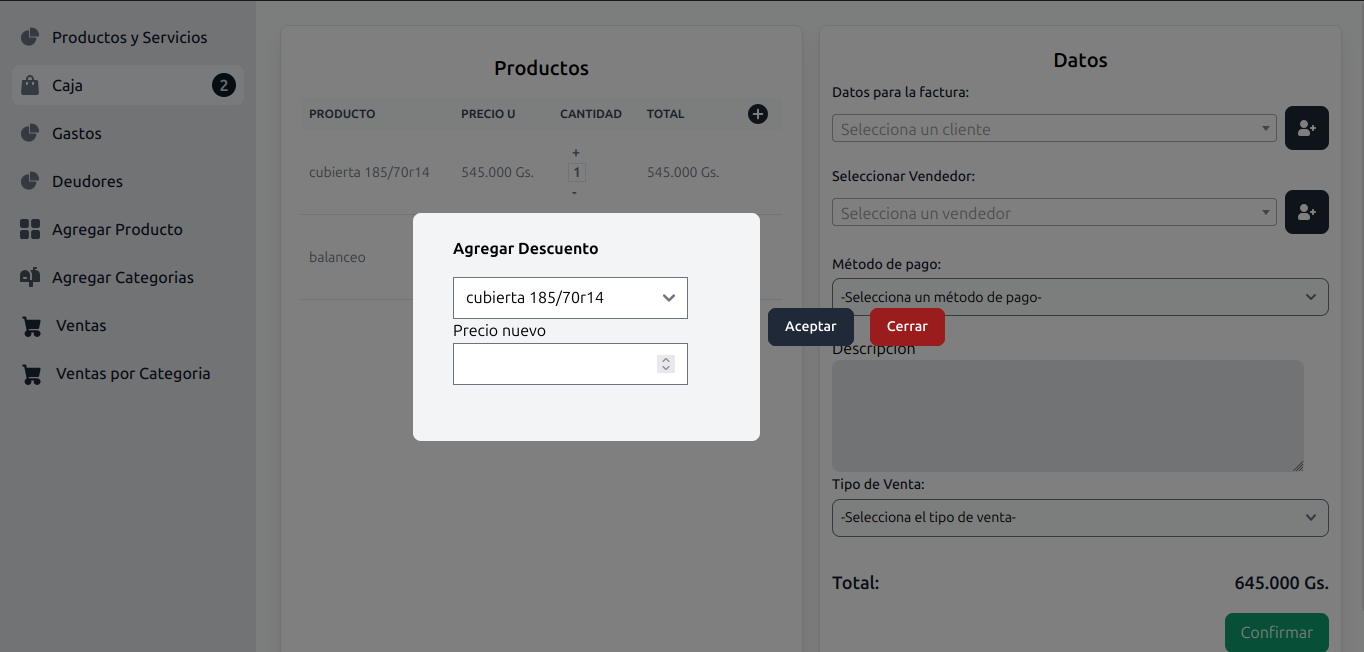 Productos y Servicios
Caja
2
Gastos
Deudores
Agregar Producto
Agregar Categorias
Ventas
Ventas por Categoria
Productos
PRODUCTO PRECIO U CANTIDAD TOTAL
+
cubierta 185/70r14 545.000 Gs. 1 545.000 Gs.
-
balanceo
Agregar Descuento
cubierta 185/70r14
Precio nuevo
Aceptar
Cerrar
Datos
Datos para la factura:
Selecciona un cliente
Seleccionar Vendedor:
Selecciona un vendedor
Método de pago:
-Selecciona un método de pago-
Descripción
Tipo de Venta:
-Selecciona el tipo de venta-
Total: 645.000 Gs.
Confirmar